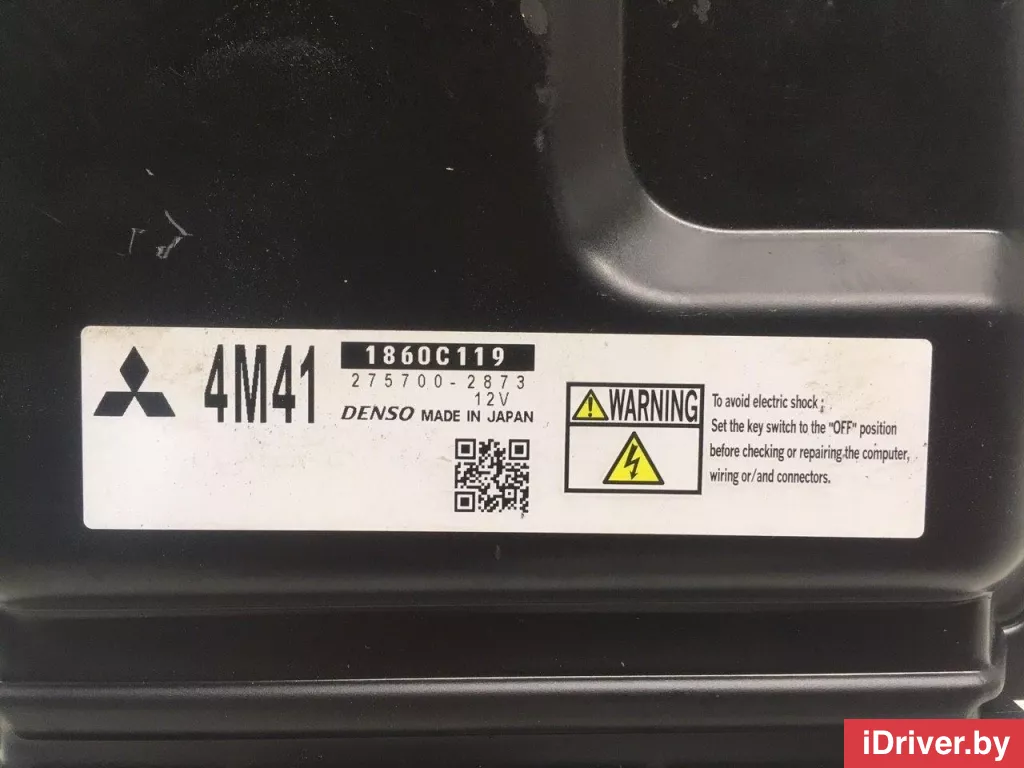 4M41
1860C119
275700-2873
12V
DENSO MADE IN JAPAN
WARNING
To avoid electric shock ;
Set the key switch to the "OFF" position
before checking or repairing the computer,
wiring or/and connectors.
iDriver.by